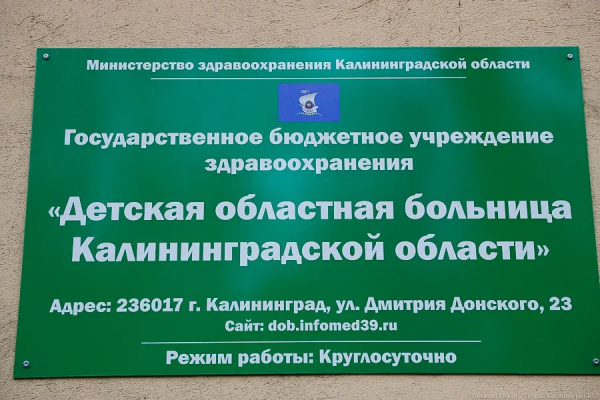 Министерство здравоохранения Калининградской области
Государственное бюджетное учреждение
здравоохранения
«Детская областная больница
Калининградской области»
Адрес: 236017 г. Калининград, ул. Дмитрия Донского, 23
Сайт: dob.infomed39.ru
Режим работы: Круглосуточно